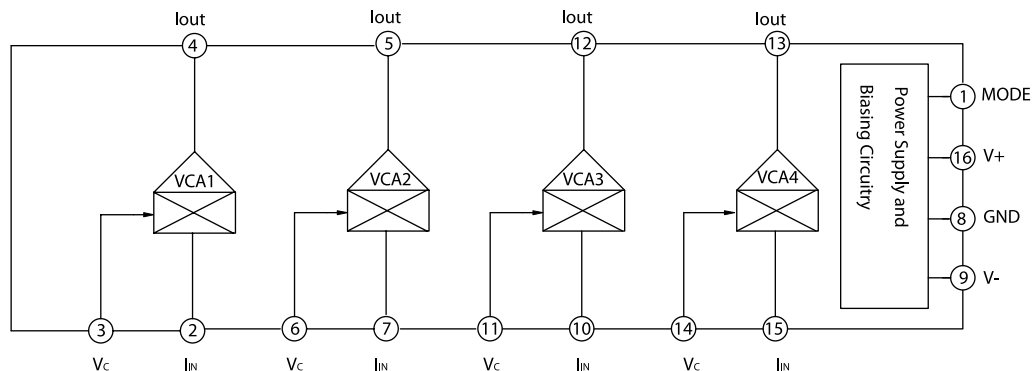 Iout Iout Iout Iout
4 5 12 13
1 MODE
16 V+
8 GND
9 V-
Power Supply and
Biasing Circuitry
VCA1 VCA2 VCA3 VCA4
3 2 6 7 11 10 14 15
VC IIN VC IIN VC IIN VC IIN